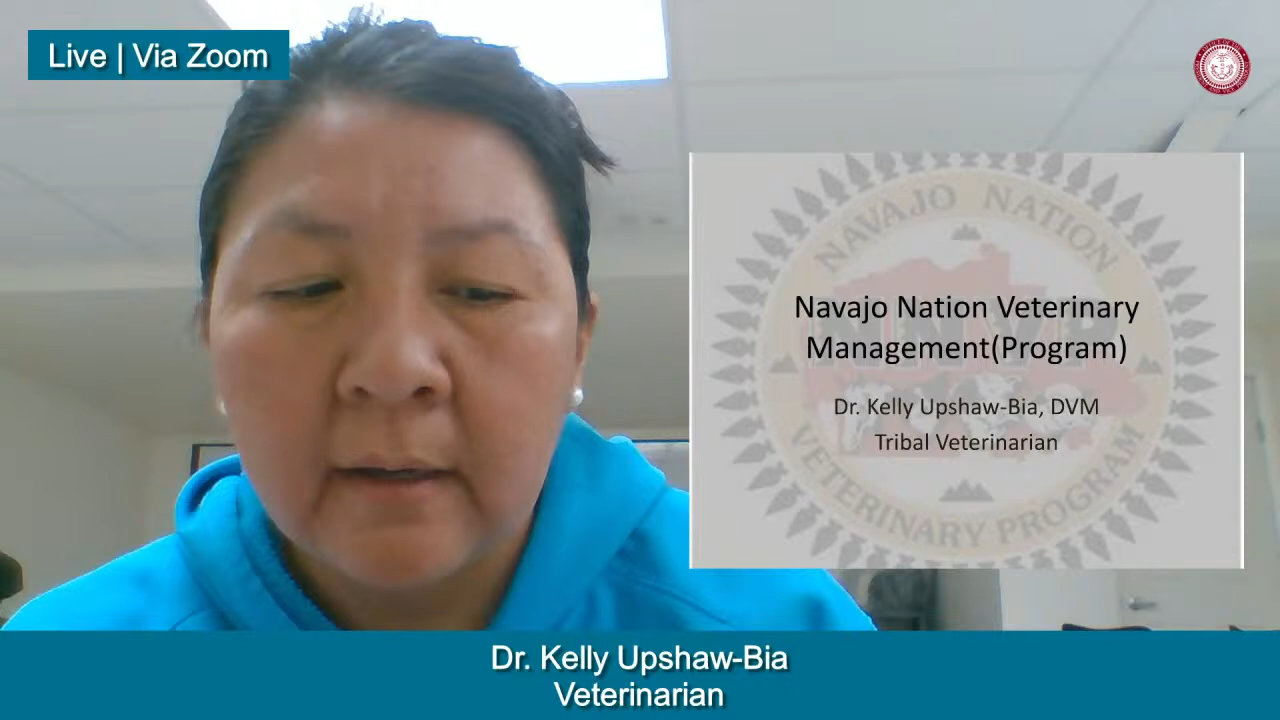 Live | Via Zoom
NAVAJO NATION
Navajo Nation Veterinary
Management(Program)
Dr. Kelly Upshaw-Bia, DVM
Tribal Veterinarian
VETERINARY PROGRAM
Dr. Kelly Upshaw-Bia
Veterinarian